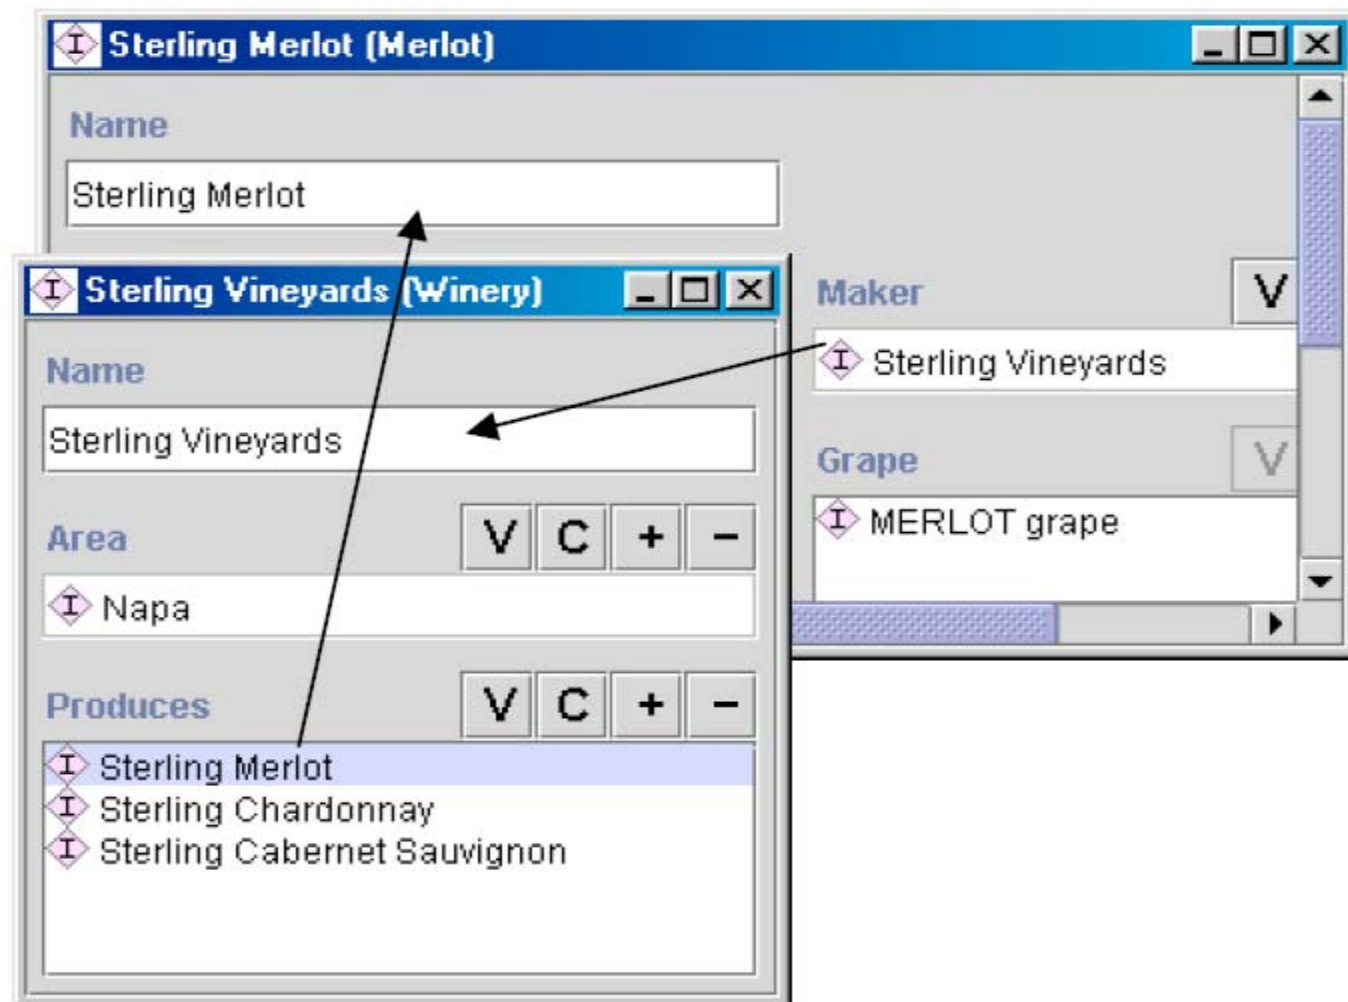 Sterling Merlot (Merlot)
Name
Sterling Merlot
Maker
V
I Sterling Vineyards
Grape
V
I MERLOT grape
Sterling Vineyards (Winery)
Name
Sterling Vineyards
Area
V C + −
I Napa
Produces
V C + −
I Sterling Merlot
I Sterling Chardonnay
I Sterling Cabernet Sauvignon